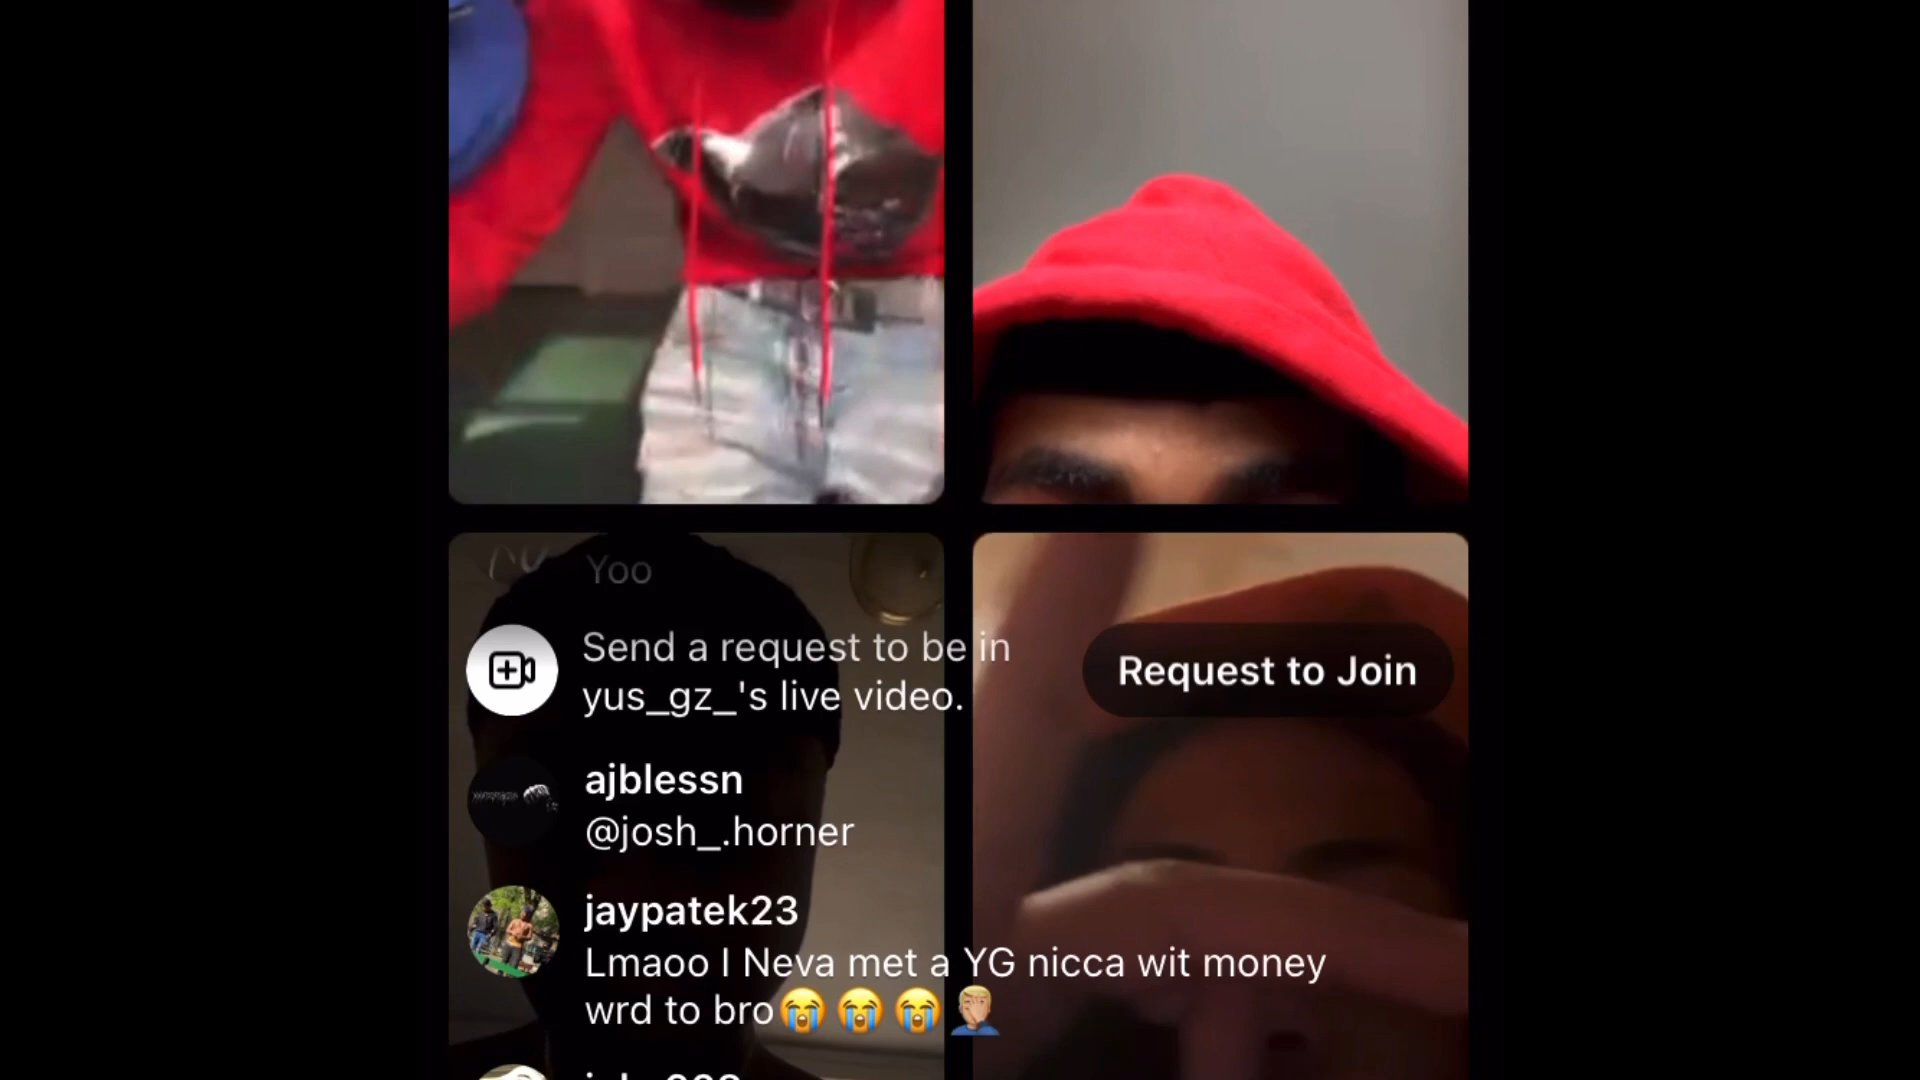 Yoo
Send a request to be in
yus_gz_'s live video.
Request to Join
ajblessn
@josh_.horner
jaypatek23
Lmaoo I Neva met a YG nicca wit money
wrd to bro😭😭😭🤦🏼‍♂️